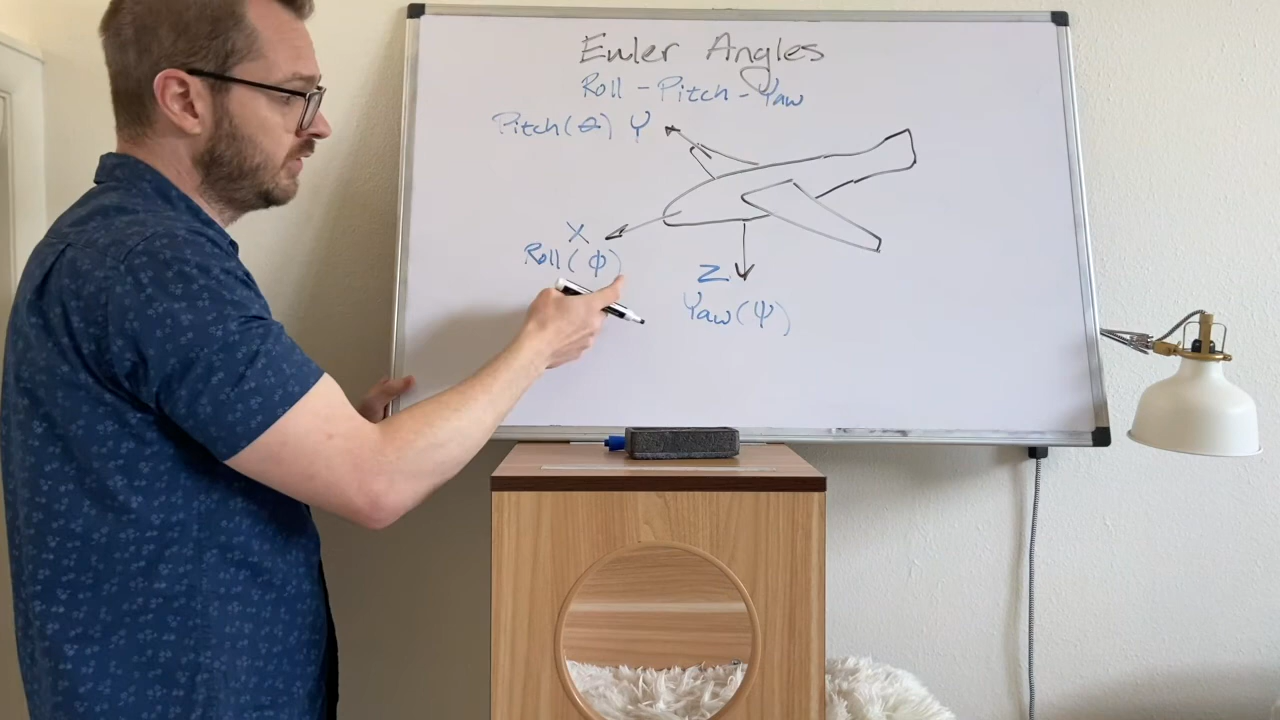 Euler Angles
Roll - Pitch - Yaw
Pitch(θ) Y
X
Roll(φ)
Z
Yaw(ψ)